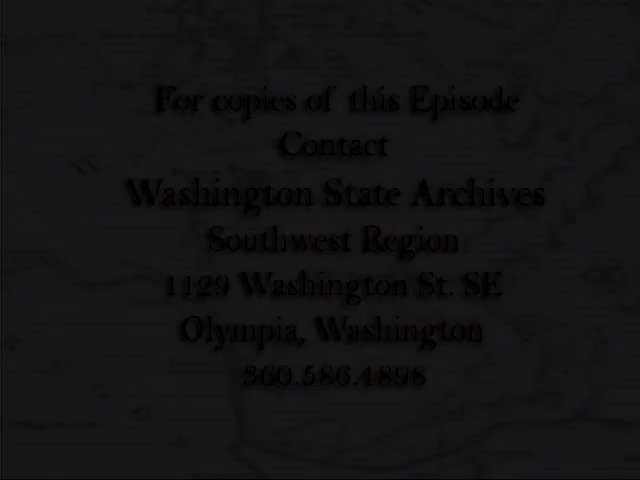 For copies of this Episode
Contact
Washington State Archives
Southwest Region
1129 Washington St. SE
Olympia, Washington
360.586.4898